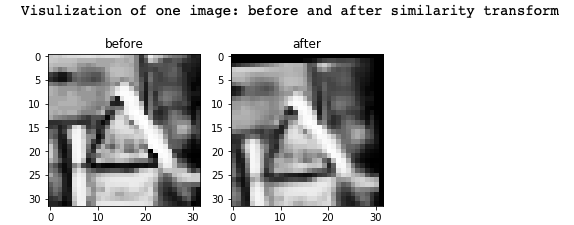 Visulization of one image: before and after similarity transform
before after
0 0
5 5
10 10
15 15
20 20
25 25
30 30
0 10 20 30 0 10 20 30